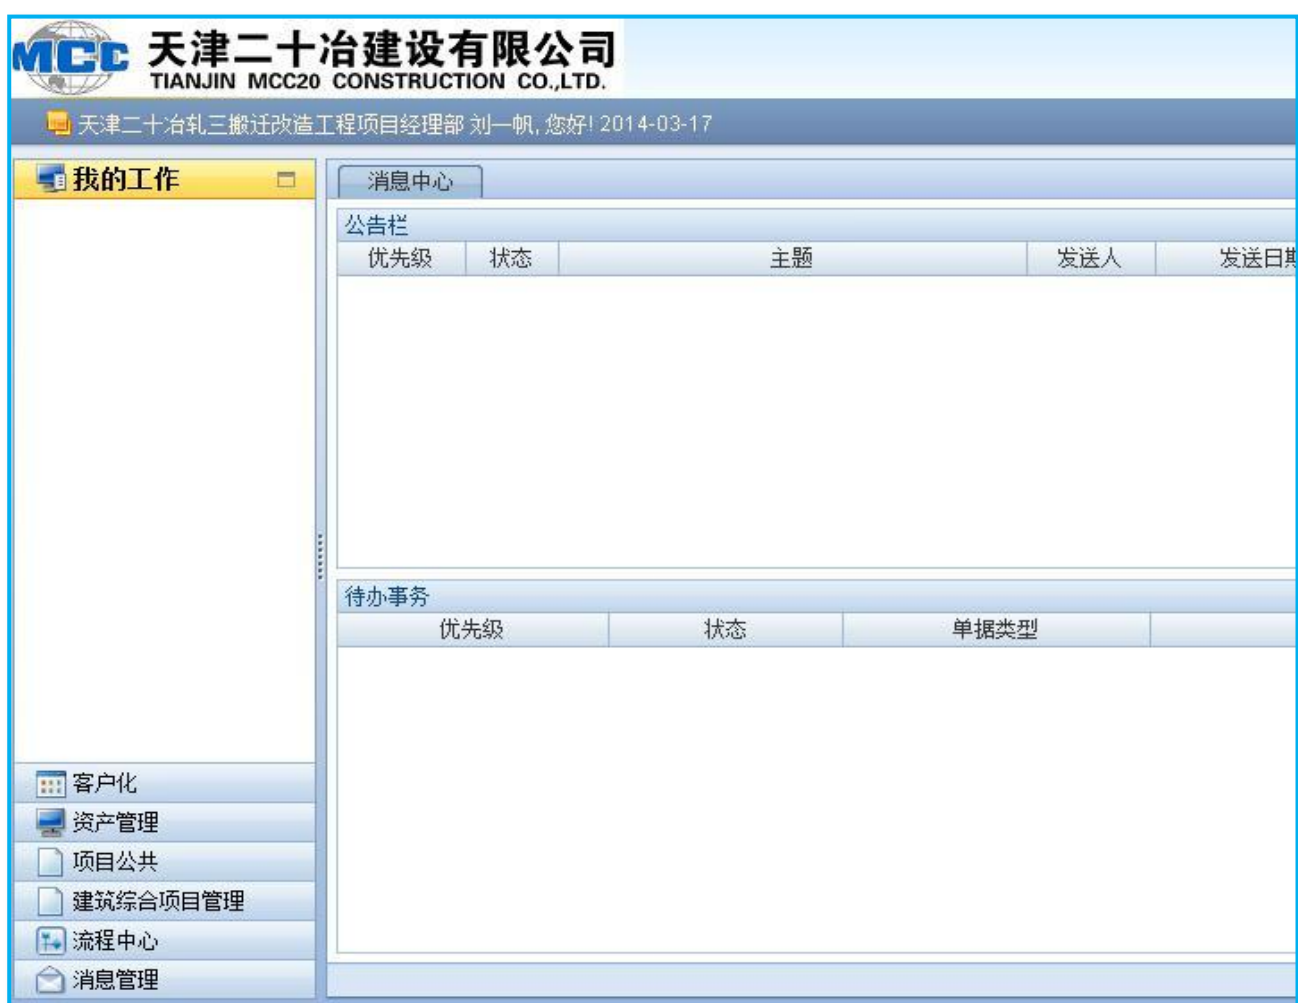 MCC 天津二十冶建设有限公司
TIANJIN MCC20 CONSTRUCTION CO.,LTD.
天津二十冶轧三搬迁改造工程项目经理部 刘一帆, 您好! 2014-03-17
我的工作
消息中心
公告栏
优先级 状态 主题 发送人 发送日期
待办事务
优先级 状态 单据类型
客户化
资产管理
项目公共
建筑综合项目管理
流程中心
消息管理